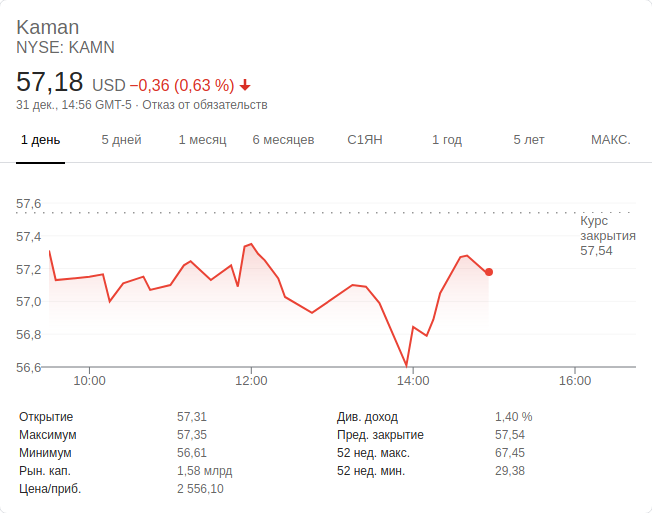 Kaman
NYSE: KAMN
57,18 USD −0,36 (0,63 %)
31 дек., 14:56 GMT-5 · Отказ от обязательств
1 день 5 дней 1 месяц 6 месяцев С1ЯН 1 год 5 лет МАКС.
57,6
Курс
закрытия
57,54
57,4
57,2
57,0
56,8
56,6
10:00 12:00 14:00 16:00
Открытие 57,31 Див. доход 1,40 %
Максимум 57,35 Пред. закрытие 57,54
Минимум 56,61 52 нед. макс. 67,45
Рын. кап. 1,58 млрд 52 нед. мин. 29,38
Цена/приб. 2 556,10